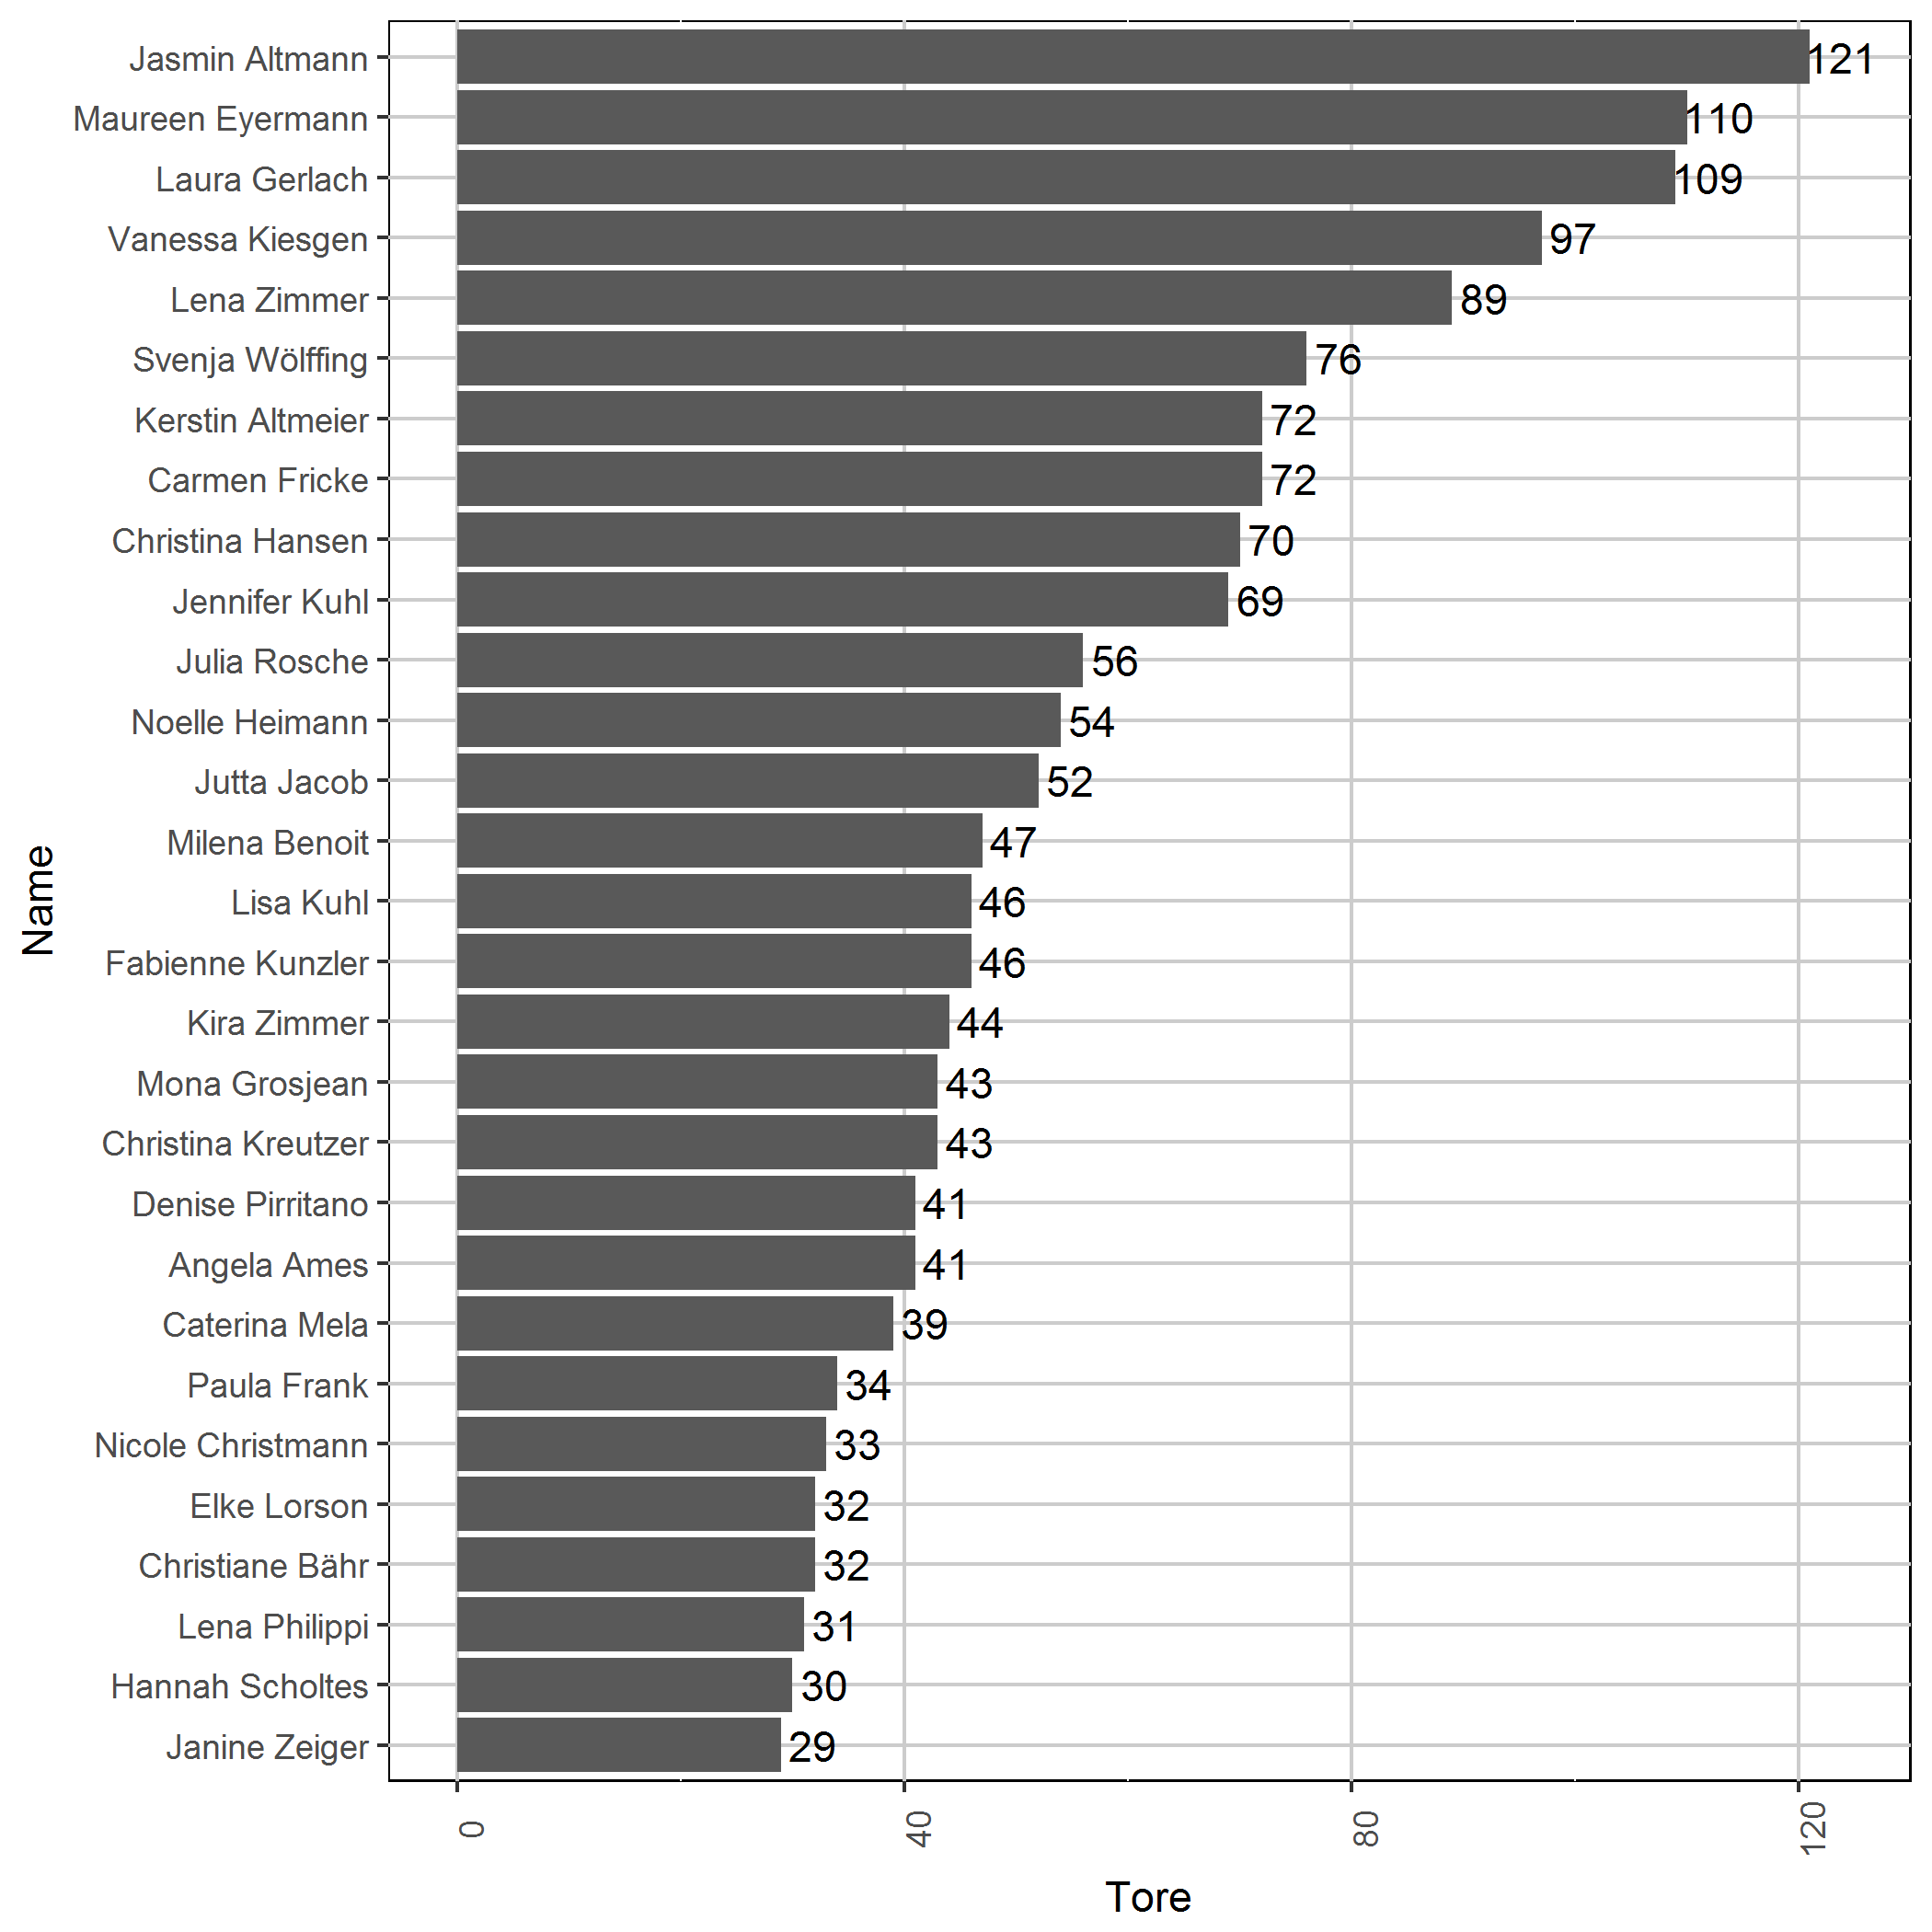 Jasmin Altmann 121
Maureen Eyermann 110
Laura Gerlach 109
Vanessa Kiesgen 97
Lena Zimmer 89
Svenja Wölffing 76
Kerstin Altmeier 72
Carmen Fricke 72
Christina Hansen 70
Jennifer Kuhl 69
Julia Rosche 56
Noelle Heimann 54
Jutta Jacob 52
Milena Benoit 47
Lisa Kuhl 46
Fabienne Kunzler 46
Kira Zimmer 44
Mona Grosjean 43
Christina Kreutzer 43
Denise Pirritano 41
Angela Ames 41
Caterina Mela 39
Paula Frank 34
Nicole Christmann 33
Elke Lorson 32
Christiane Bähr 32
Lena Philippi 31
Hannah Scholtes 30
Janine Zeiger 29
Name
0 40 80 120
Tore